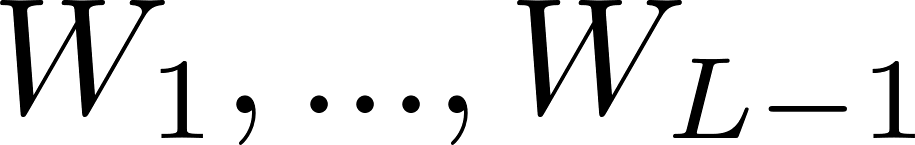 W_1, ..., W_{L-1}